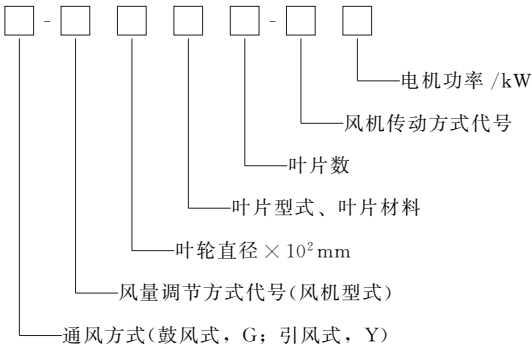 □-□□□□-□□
电机功率/kW
风机传动方式代号
叶片数
叶片型式、叶片材料
叶轮直径×10²mm
风量调节方式代号(风机型式)
通风方式(鼓风式，G；引风式，Y)